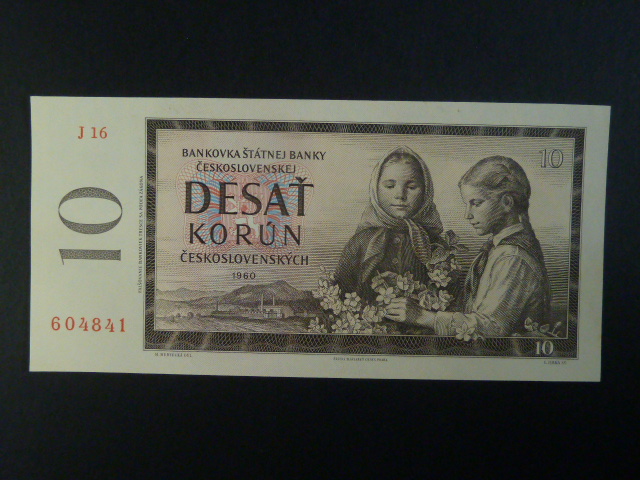 J 16
10
604841
BANKOVKA ŠTÁTNEJ BANKY
ČESKOSLOVENSKEJ
DESAŤ
KORÚN
ČESKOSLOVENSKÝCH
1960
10
10